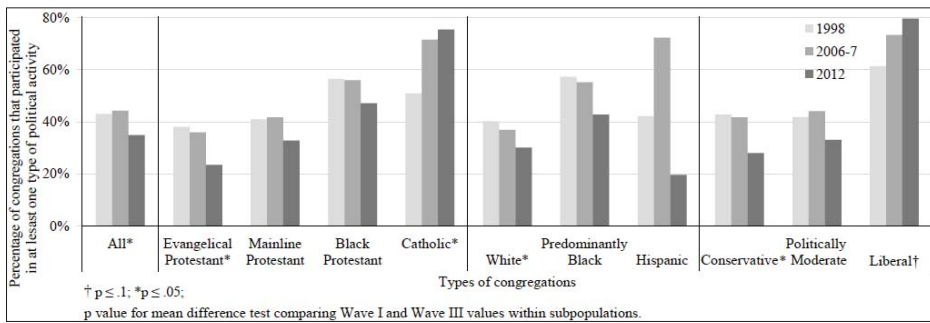 Percentage of congregations that participated
in at lesast one type of political activity
80%
60%
40%
20%
0%
1998
2006-7
2012
All*
Evangelical
Protestant*
Mainline
Protestant
Black
Protestant
Catholic*
Predominantly
White*
Black
Hispanic
Politically
Conservative*
Moderate
Liberal†
Types of congregations
† p ≤ .1; *p ≤ .05;
p value for mean difference test comparing Wave I and Wave III values within subpopulations.